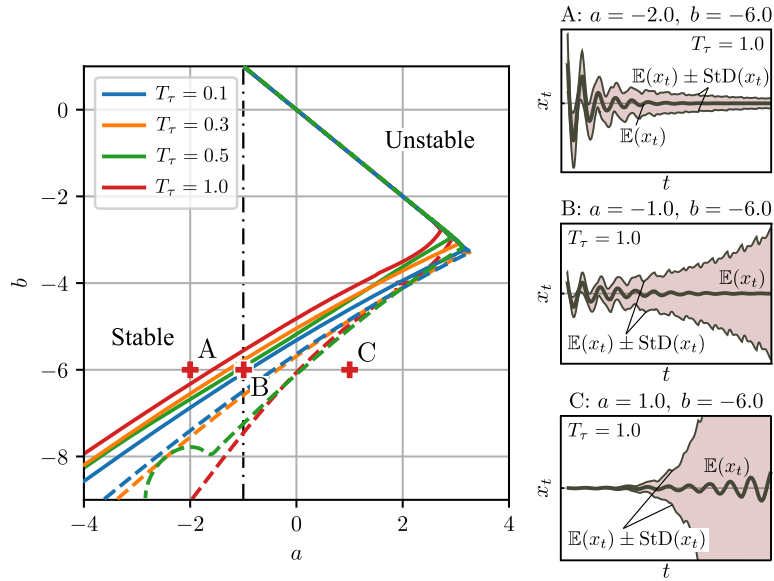 T_τ = 0.1
T_τ = 0.3
T_τ = 0.5
T_τ = 1.0
Unstable
Stable
A
B
C
0
−2
−4
−6
−8
b
−4
−2
0
2
4
a
A: a = −2.0, b = −6.0
T_τ = 1.0
𝔼(x_t) ± StD(x_t)
𝔼(x_t)
x_t
t
B: a = −1.0, b = −6.0
T_τ = 1.0
𝔼(x_t)
𝔼(x_t) ± StD(x_t)
x_t
t
C: a = 1.0, b = −6.0
T_τ = 1.0
𝔼(x_t)
𝔼(x_t) ± StD(x_t)
x_t
t